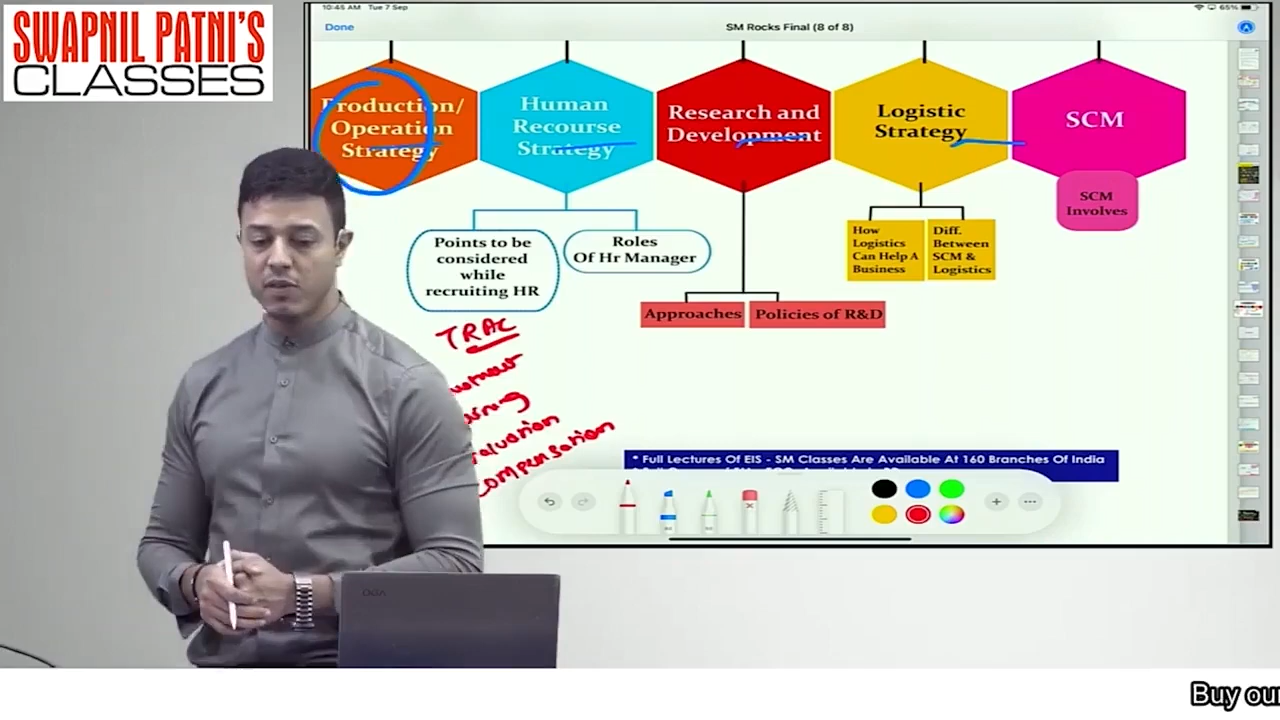 SWAPNIL PATNI'S
CLASSES
10:45 AM Tue 7 Sep
65%
Done
SM Rocks Final (8 of 8)
Production/
Operation
Strategy
Human
Recourse
Strategy
Research and
Development
Logistic
Strategy
SCM
SCM
Involves
Points to be
considered
while
recruiting HR
Roles
Of Hr Manager
How
Logistics
Can Help A
Business
Diff.
Between
SCM &
Logistics
Approaches
Policies of R&D
TRAC
Compensation
* Full Lectures Of EIS - SM Classes Are Available At 160 Branches Of India
Buy our